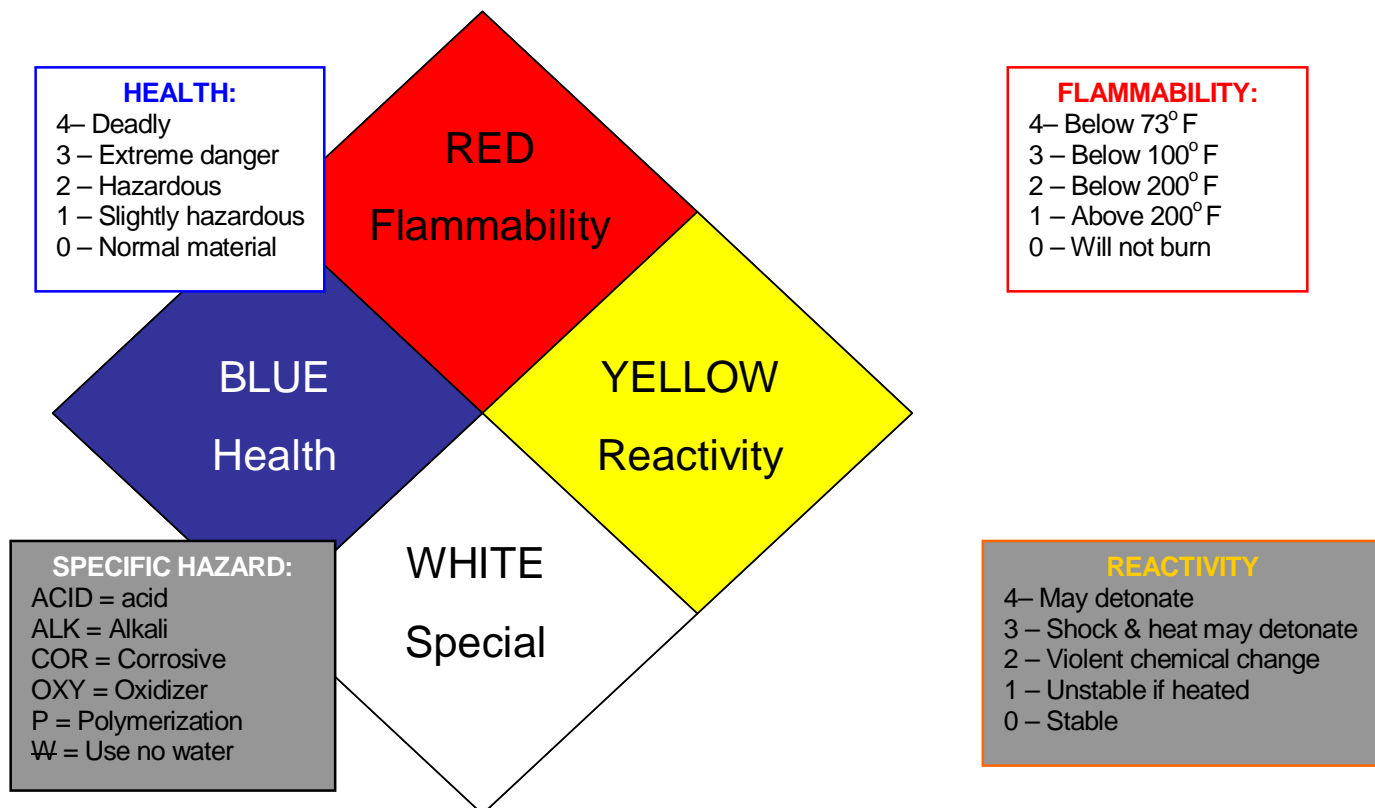 HEALTH:
4– Deadly
3 – Extreme danger
2 – Hazardous
1 – Slightly hazardous
0 – Normal material
RED
Flammability
FLAMMABILITY:
4– Below 73° F
3 – Below 100° F
2 – Below 200° F
1 – Above 200° F
0 – Will not burn
BLUE
Health
YELLOW
Reactivity
WHITE
Special
SPECIFIC HAZARD:
ACID = acid
ALK = Alkali
COR = Corrosive
OXY = Oxidizer
P = Polymerization
W̶ = Use no water
REACTIVITY
4– May detonate
3 – Shock & heat may detonate
2 – Violent chemical change
1 – Unstable if heated
0 – Stable